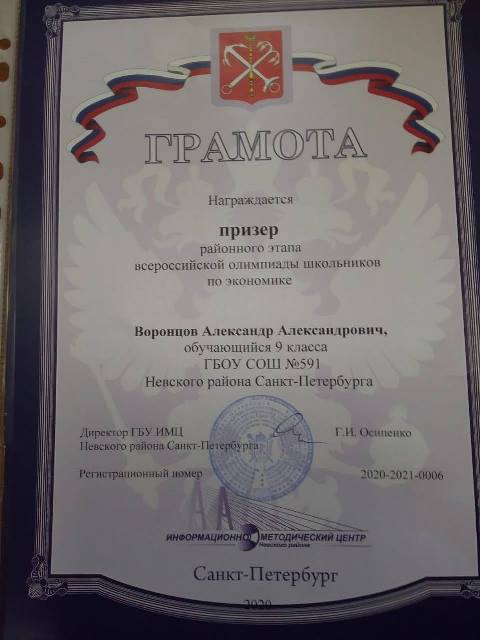 ГРАМОТА
Награждается
призер
районного этапа
всероссийской олимпиады школьников
по экономике
Воронцов Александр Александрович,
обучающийся 9 класса
ГБОУ СОШ №591
Невского района Санкт-Петербурга
Директор ГБУ ИМЦ
Невского района Санкт-Петербурга
Г.И. Осипенко
Регистрационный номер 2020-2021-0006
ИНФОРМАЦИОННО МЕТОДИЧЕСКИЙ ЦЕНТР
Невского района
Санкт-Петербург
2020